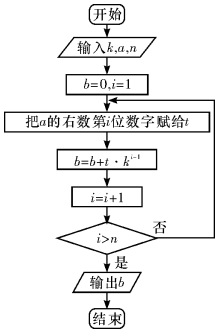 开始
输入k,a,n
b=0,i=1
把a的右数第i位数字赋给t
b=b+t·k^{i-1}
i=i+1
i>n
否
是
输出b
结束